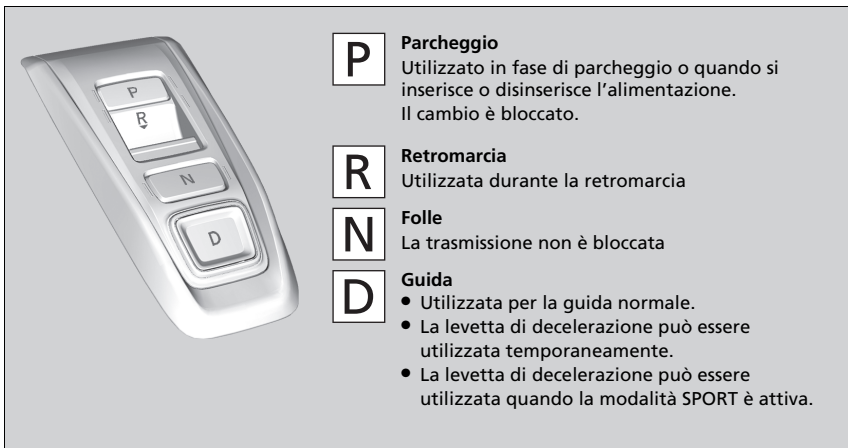 P
R
N
D
P
Parcheggio
Utilizzato in fase di parcheggio o quando si
inserisce o disinserisce l’alimentazione.
Il cambio è bloccato.
R
Retromarcia
Utilizzata durante la retromarcia
N
Folle
La trasmissione non è bloccata
D
Guida
● Utilizzata per la guida normale.
● La levetta di decelerazione può essere
utilizzata temporaneamente.
● La levetta di decelerazione può essere
utilizzata quando la modalità SPORT è attiva.